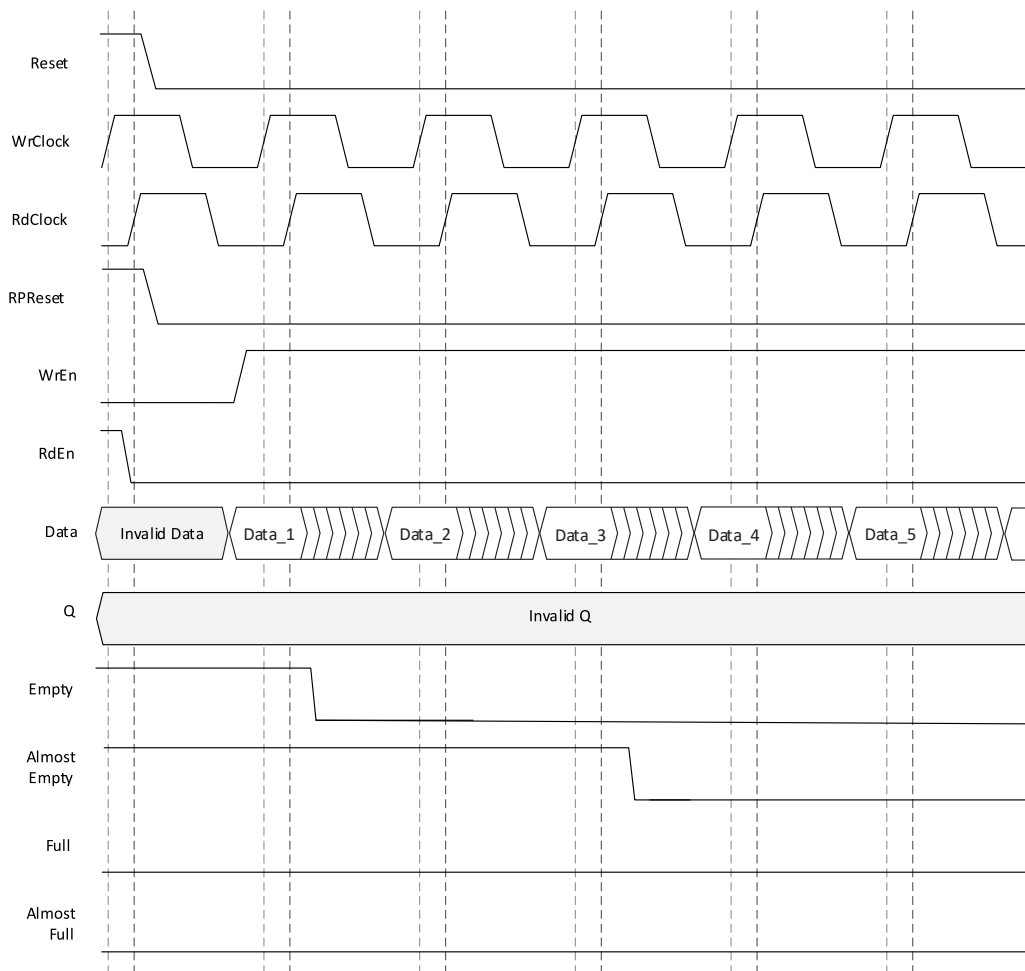 Reset
WrClock
RdClock
RPReset
WrEn
RdEn
Data
Invalid Data
Data_1
Data_2
Data_3
Data_4
Data_5
Q
Invalid Q
Empty
Almost
Empty
Full
Almost
Full